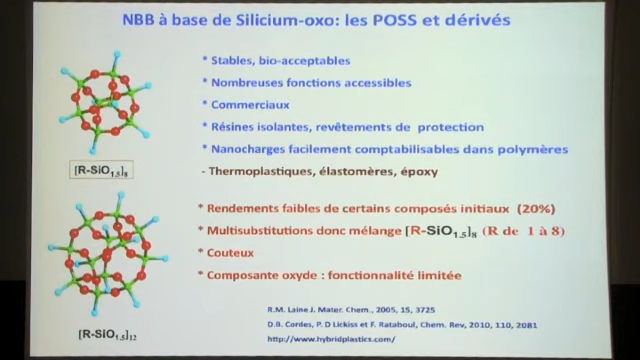 NBB à base de Silicium-oxo: les POSS et dérivés
* Stables, bio-acceptables
* Nombreuses fonctions accessibles
* Commerciaux
* Résines isolantes, revêtements de protection
* Nanocharges facilement comptabilisables dans polymères
- Thermoplastiques, élastomères, époxy
[R-SiO1,5]8
* Rendements faibles de certains composés initiaux (20%)
* Multisubstitutions donc mélange [R-SiO1,5]8 (R de 1 à 8)
* Couteux
* Composante oxyde : fonctionnalité limitée
[R-SiO1,5]12
R.M. Laine J. Mater. Chem., 2005, 15, 3725
D.B. Cordes, P. D Lickiss et F. Rataboul, Chem. Rev, 2010, 110, 2081
http://www.hybridplastics.com/